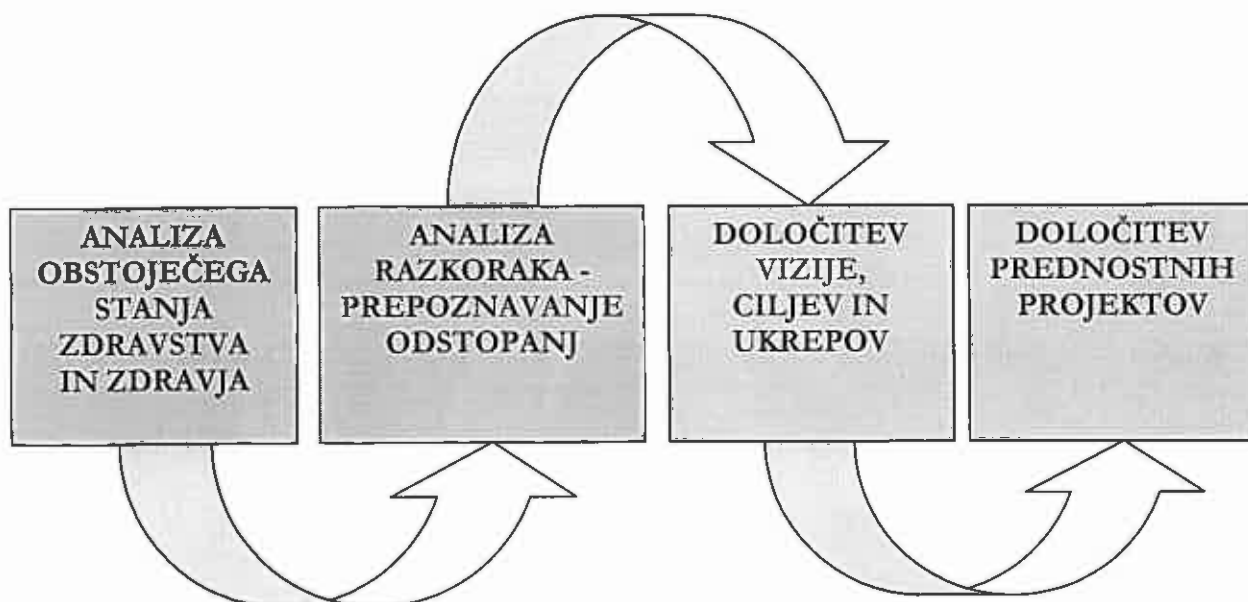 ANALIZA
OBSTOJEČEGA
STANJA
ZDRAVSTVA
IN ZDRAVJA
ANALIZA
RAZKORAKA -
PREPOZNAVANJE
ODSTOPANJ
DOLOČITEV
VIZIJE,
CILJEV IN
UKREPOV
DOLOČITEV
PREDNOSTNIH
PROJEKTOV